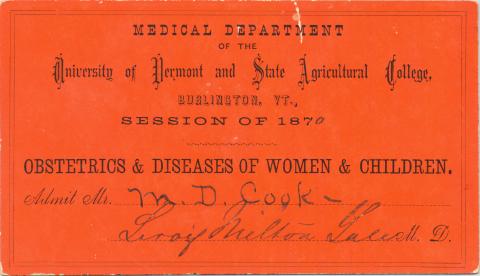 MEDICAL DEPARTMENT
OF THE
University of Vermont and State Agricultural College,
BURLINGTON, VT.,
SESSION OF 1870
OBSTETRICS & DISEASES OF WOMEN & CHILDREN.
Admit Mr. M. D. Cook
Leroy Milton M. D.